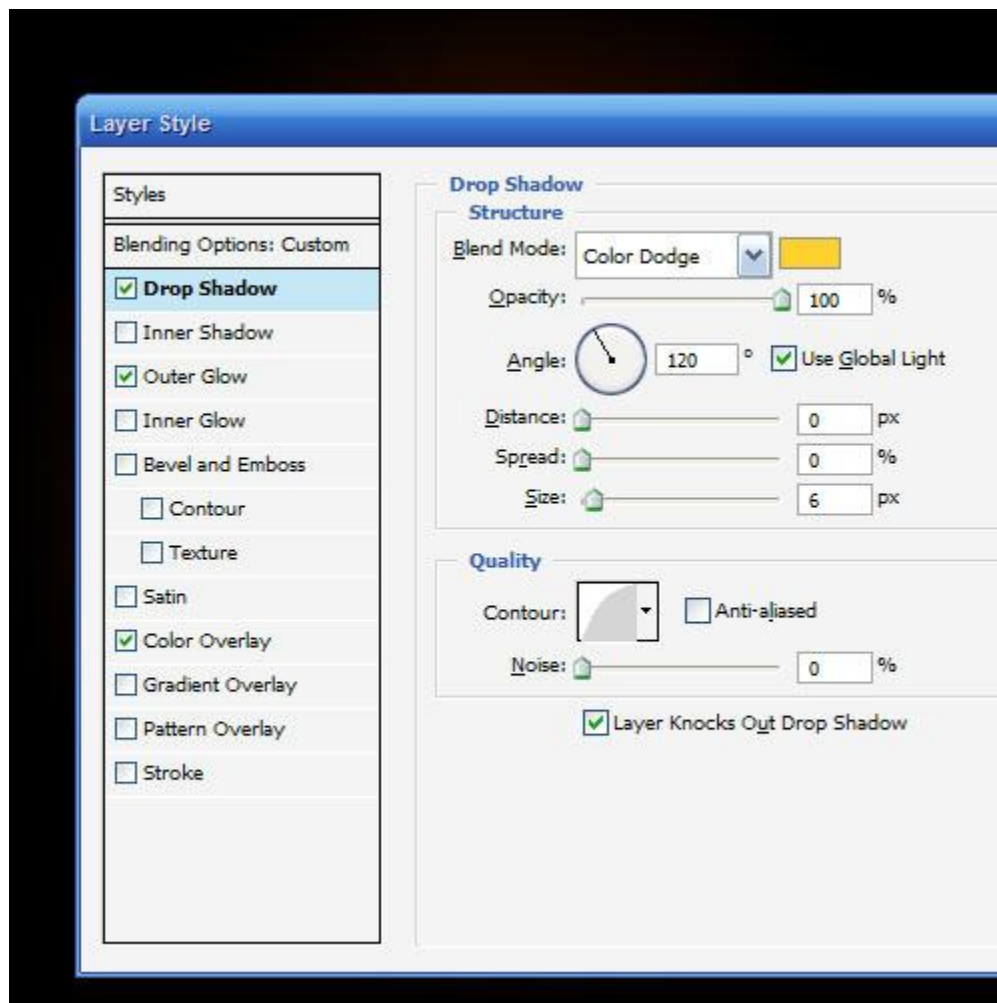 Layer Style
Styles
Blending Options: Custom
Drop Shadow
Inner Shadow
Outer Glow
Inner Glow
Bevel and Emboss
Contour
Texture
Satin
Color Overlay
Gradient Overlay
Pattern Overlay
Stroke
Drop Shadow
Structure
Blend Mode: Color Dodge
Opacity: 100 %
Angle: 120 ° Use Global Light
Distance: 0 px
Spread: 0 %
Size: 6 px
Quality
Contour: Anti-aliased
Noise: 0 %
Layer Knocks Out Drop Shadow